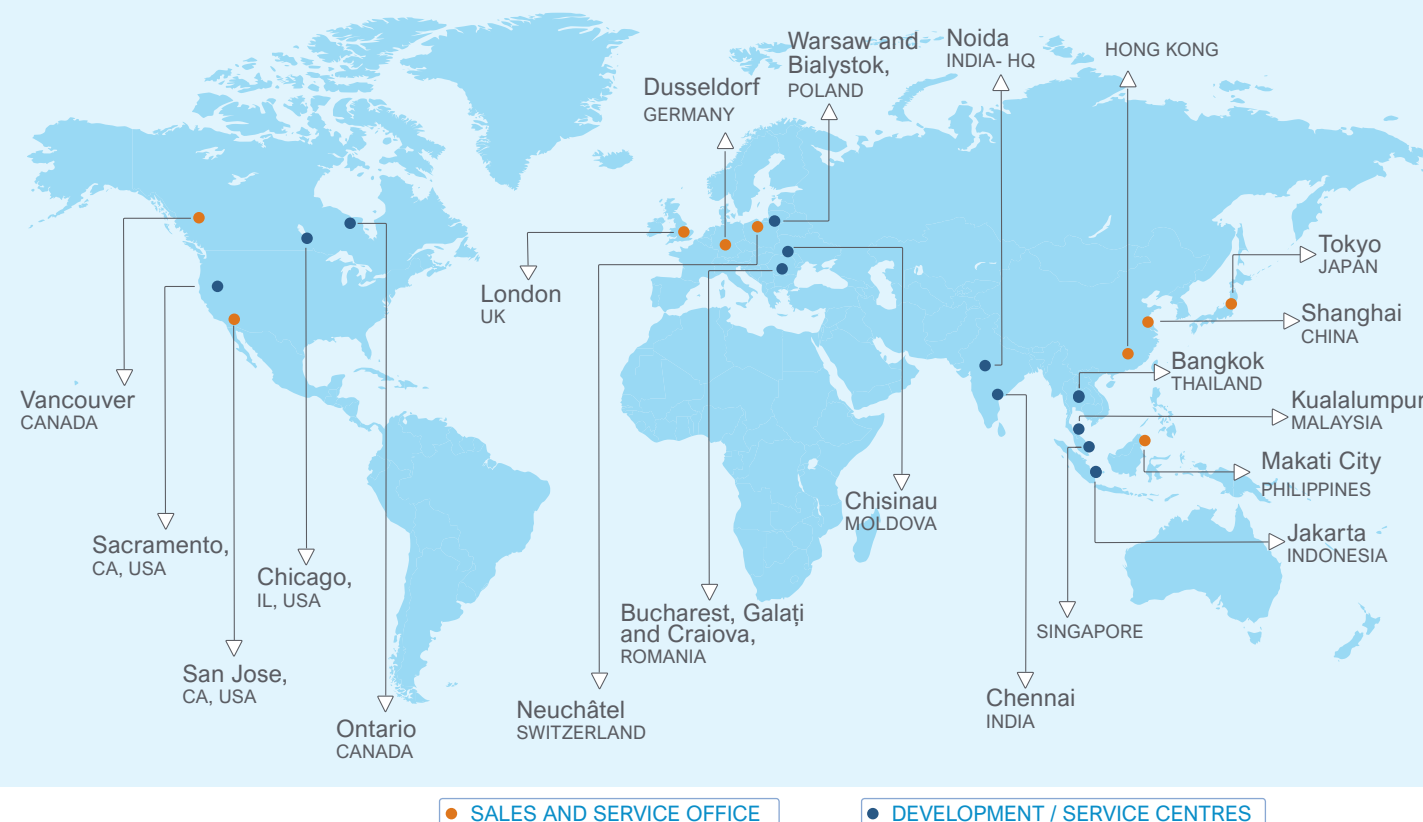 Warsaw and
Bialystok,
POLAND
Noida
INDIA- HQ
HONG KONG
Dusseldorf
GERMANY
Tokyo
JAPAN
London
UK
Shanghai
CHINA
Bangkok
THAILAND
Vancouver
CANADA
Kualalumpur
MALAYSIA
Makati City
PHILIPPINES
Chisinau
MOLDOVA
Sacramento,
CA, USA
Jakarta
INDONESIA
Chicago,
IL, USA
Bucharest, Galați
and Craiova,
ROMANIA
SINGAPORE
San Jose,
CA, USA
Neuchâtel
SWITZERLAND
Chennai
INDIA
Ontario
CANADA
SALES AND SERVICE OFFICE
DEVELOPMENT / SERVICE CENTRES